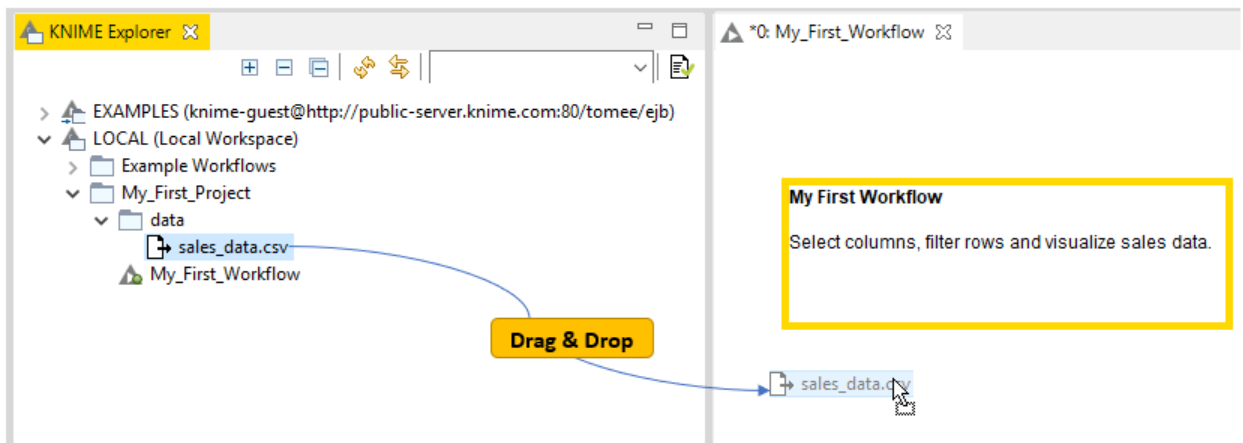 KNIME Explorer
EXAMPLES (knime-guest@http://public-server.knime.com:80/tomee/ejb)
LOCAL (Local Workspace)
Example Workflows
My_First_Project
data
sales_data.csv
My_First_Workflow
Drag & Drop
*0: My_First_Workflow
My First Workflow
Select columns, filter rows and visualize sales data.
sales_data.csv